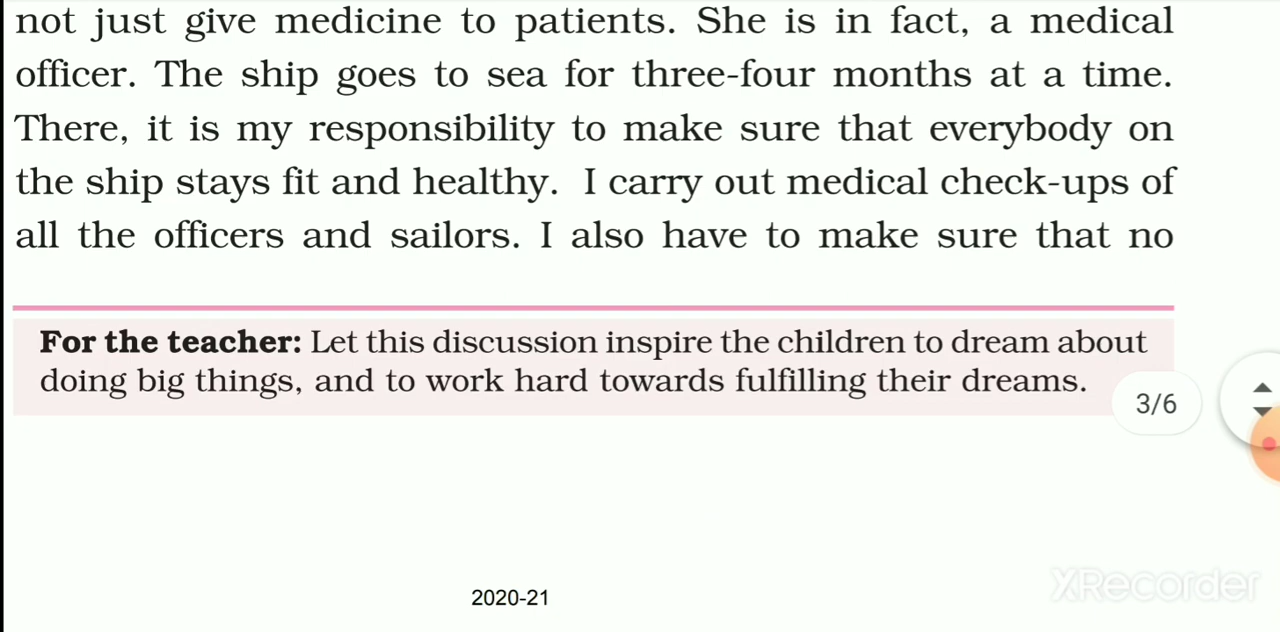 not just give medicine to patients. She is in fact, a medical
officer. The ship goes to sea for three-four months at a time.
There, it is my responsibility to make sure that everybody on
the ship stays fit and healthy. I carry out medical check-ups of
all the officers and sailors. I also have to make sure that no
For the teacher: Let this discussion inspire the children to dream about
doing big things, and to work hard towards fulfilling their dreams.
3/6
2020-21
XRecorder